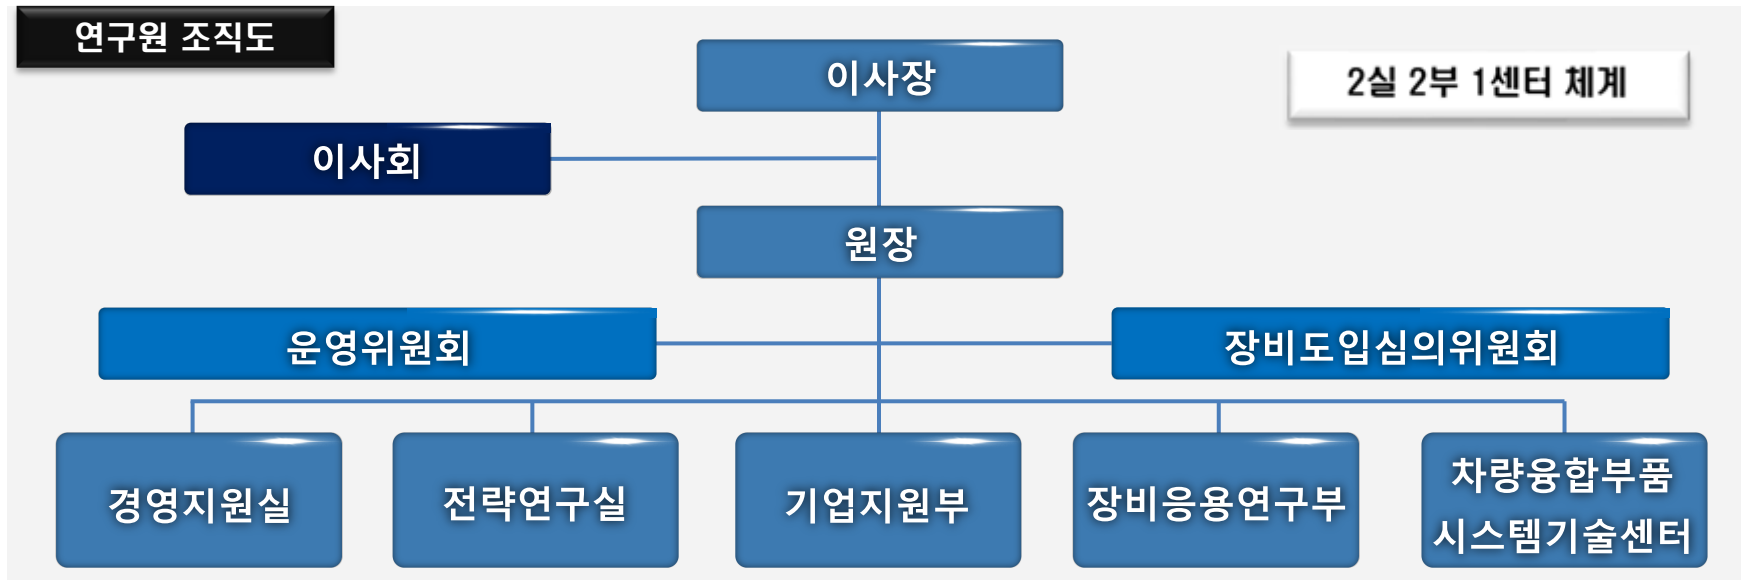 연구원 조직도
이사장
2실 2부 1센터 체계
이사회
원장
운영위원회
장비도입심의위원회
경영지원실
전략연구실
기업지원부
장비응용연구부
차량융합부품
시스템기술센터